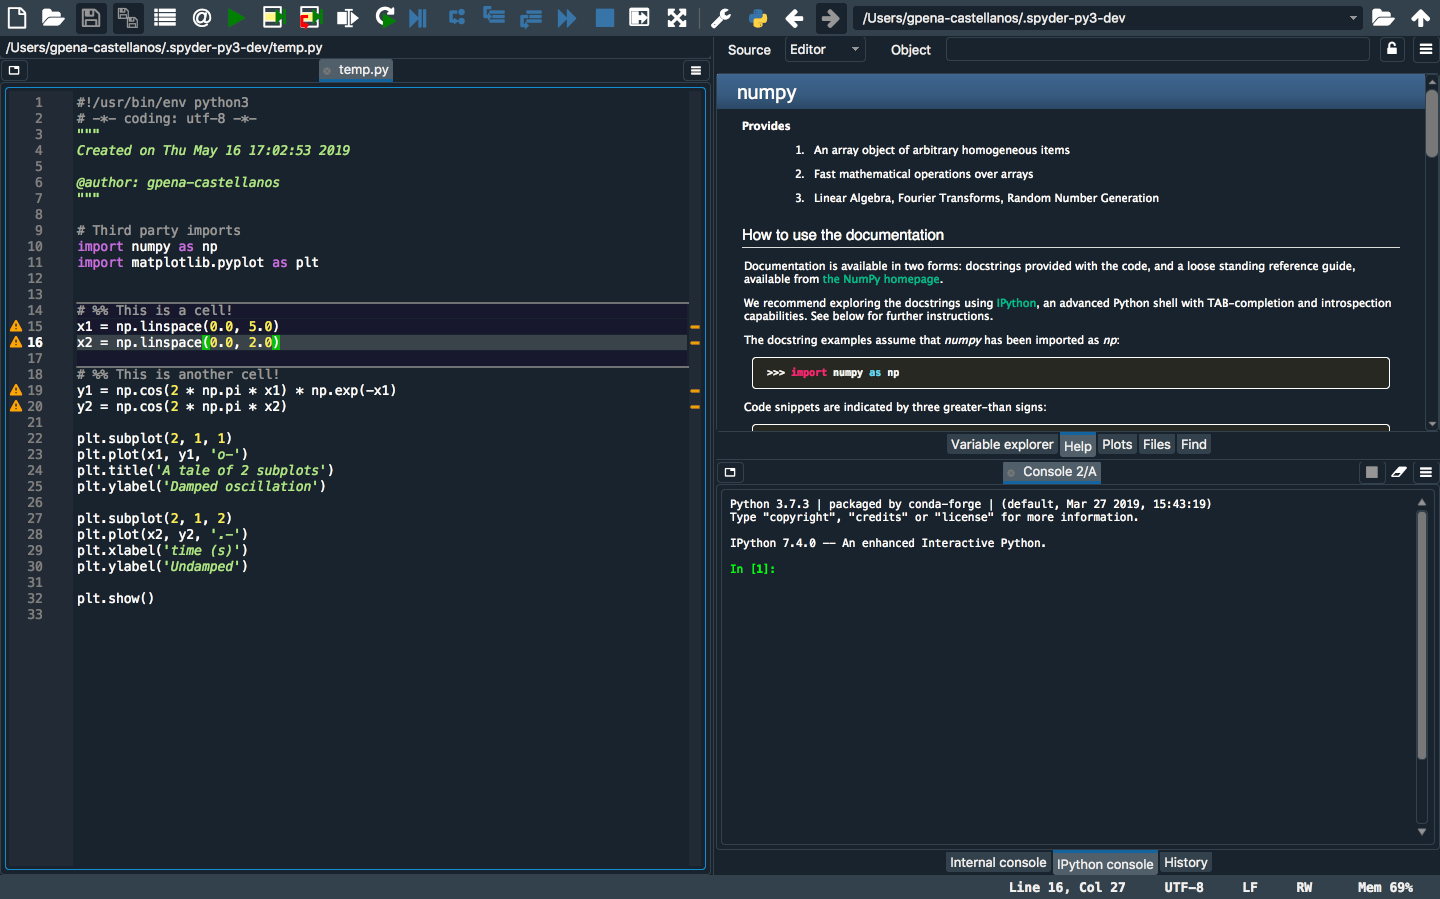 /Users/gpena-castellanos/.spyder-py3-dev
/Users/gpena-castellanos/.spyder-py3-dev/temp.py
temp.py
1 #!/usr/bin/env python3
2 # -*- coding: utf-8 -*-
3 """
4 Created on Thu May 16 17:02:53 2019
5
6 @author: gpena-castellanos
7 """
8
9 # Third party imports
10 import numpy as np
11 import matplotlib.pyplot as plt
12
13
14 # %% This is a cell!
15 x1 = np.linspace(0.0, 5.0)
16 x2 = np.linspace(0.0, 2.0)
17
18 # %% This is another cell!
19 y1 = np.cos(2 * np.pi * x1) * np.exp(-x1)
20 y2 = np.cos(2 * np.pi * x2)
21
22 plt.subplot(2, 1, 1)
23 plt.plot(x1, y1, 'o-')
24 plt.title('A tale of 2 subplots')
25 plt.ylabel('Damped oscillation')
26
27 plt.subplot(2, 1, 2)
28 plt.plot(x2, y2, '.-')
29 plt.xlabel('time (s)')
30 plt.ylabel('Undamped')
31
32 plt.show()
33
Source Editor Object
numpy
Provides
1. An array object of arbitrary homogeneous items
2. Fast mathematical operations over arrays
3. Linear Algebra, Fourier Transforms, Random Number Generation
How to use the documentation
Documentation is available in two forms: docstrings provided with the code, and a loose standing reference guide,
available from the NumPy homepage.
We recommend exploring the docstrings using IPython, an advanced Python shell with TAB-completion and introspection
capabilities. See below for further instructions.
The docstring examples assume that numpy has been imported as np:
>>> import numpy as np
Code snippets are indicated by three greater-than signs:
Variable explorer Help Plots Files Find
Console 2/A
Python 3.7.3 | packaged by conda-forge | (default, Mar 27 2019, 15:43:19)
Type "copyright", "credits" or "license" for more information.
IPython 7.4.0 -- An enhanced Interactive Python.
In [1]:
Internal console IPython console History
Line 16, Col 27 UTF-8 LF RW Mem 69%